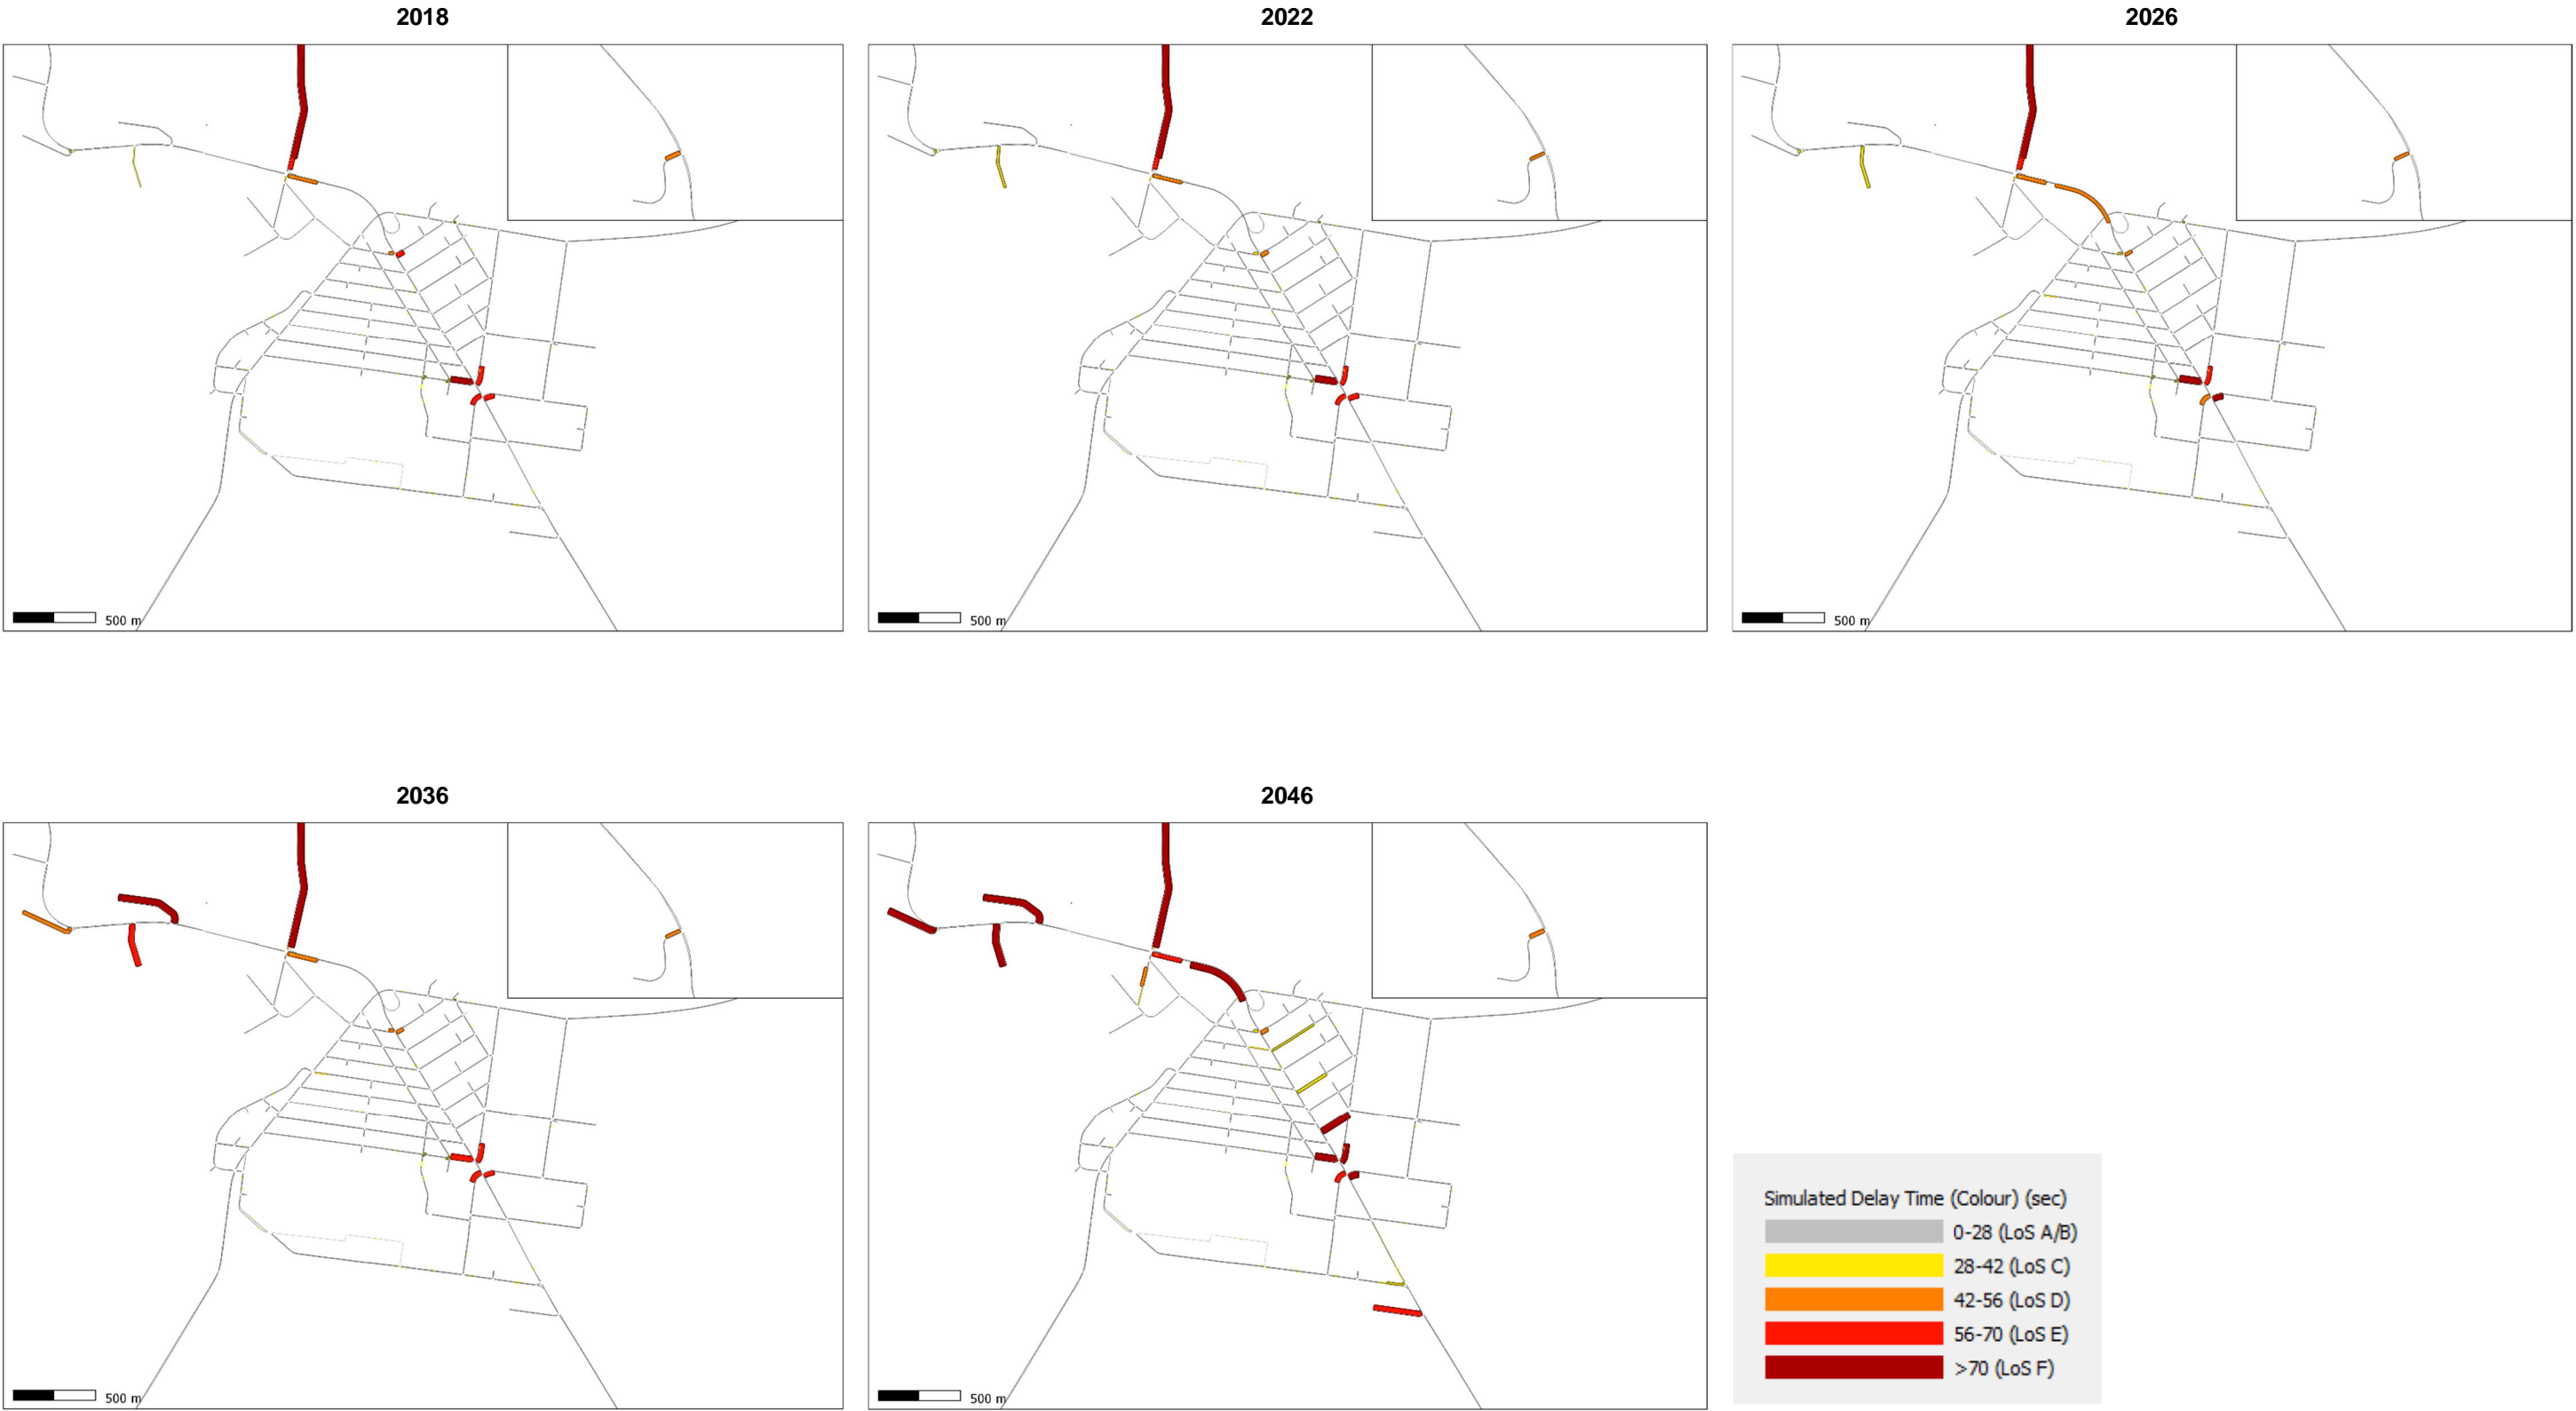 2018
2022
2026
500 m
500 m
500 m
2036
2046
500 m
500 m
Simulated Delay Time (Colour) (sec)
0-28 (LoS A/B)
28-42 (LoS C)
42-56 (LoS D)
56-70 (LoS E)
>70 (LoS F)